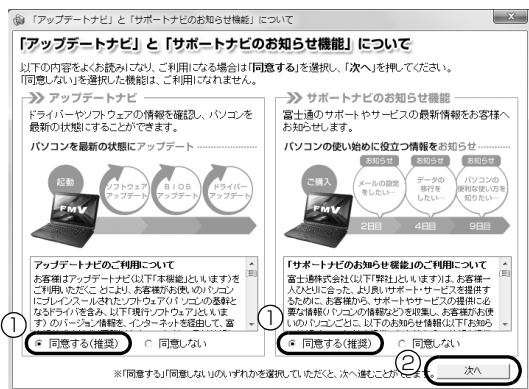 「アップデートナビ」と「サポートナビのお知らせ機能」について
「アップデートナビ」と「サポートナビのお知らせ機能」について
以下の内容をよくお読みになり、ご利用になる場合は「同意する」を選択し、「次へ」を押してください。
「同意しない」を選択した機能は、ご利用になれません。
アップデートナビ
ドライバーやソフトウェアの情報を確認し、パソコンを
最新の状態にすることができます。
パソコンを最新の状態にアップデート
起動
ソフトウェア
アップデート
BIOS
アップデート
ドライバー
アップデート
FMV
アップデートナビのご利用について
お客様はアップデートナビ(以下「本機能」といいます)を
ご利用いただくことにより、お客様がお使いのパソコン
にプレインストールされたソフトウェア(パソコンの基幹と
なるドライバを含み、以下「現行ソフトウェア」といいま
す)のバージョン情報を、インターネットを経由して、富
① 同意する(推奨) 同意しない
サポートナビのお知らせ機能
富士通のサポートやサービスの最新情報をお客様へ
お知らせします。
パソコンの使い始めに役立つ情報をお知らせ
ご購入
お知らせ
メールの設定
をしたい…
2日目
お知らせ
データの
移行を
したい…
4日目
お知らせ
パソコンの
便利な使い方を
知りたい…
9日目
FMV
「サポートナビのお知らせ機能」のご利用について
富士通株式会社(以下「弊社」といいます)は、お客様一
人ひとりに合った、より良いサポート・サービスを提供す
るために、お客様から、サポートやサービスの提供に必
要な情報(パソコンの情報など)を収集し、お客様がお使
いのパソコンごとに、以下のお知らせ情報(以下「お知ら
① 同意する(推奨) 同意しない
※「同意する」「同意しない」のいずれかを選択していただくと、次へ進むことができます。
② 次へ